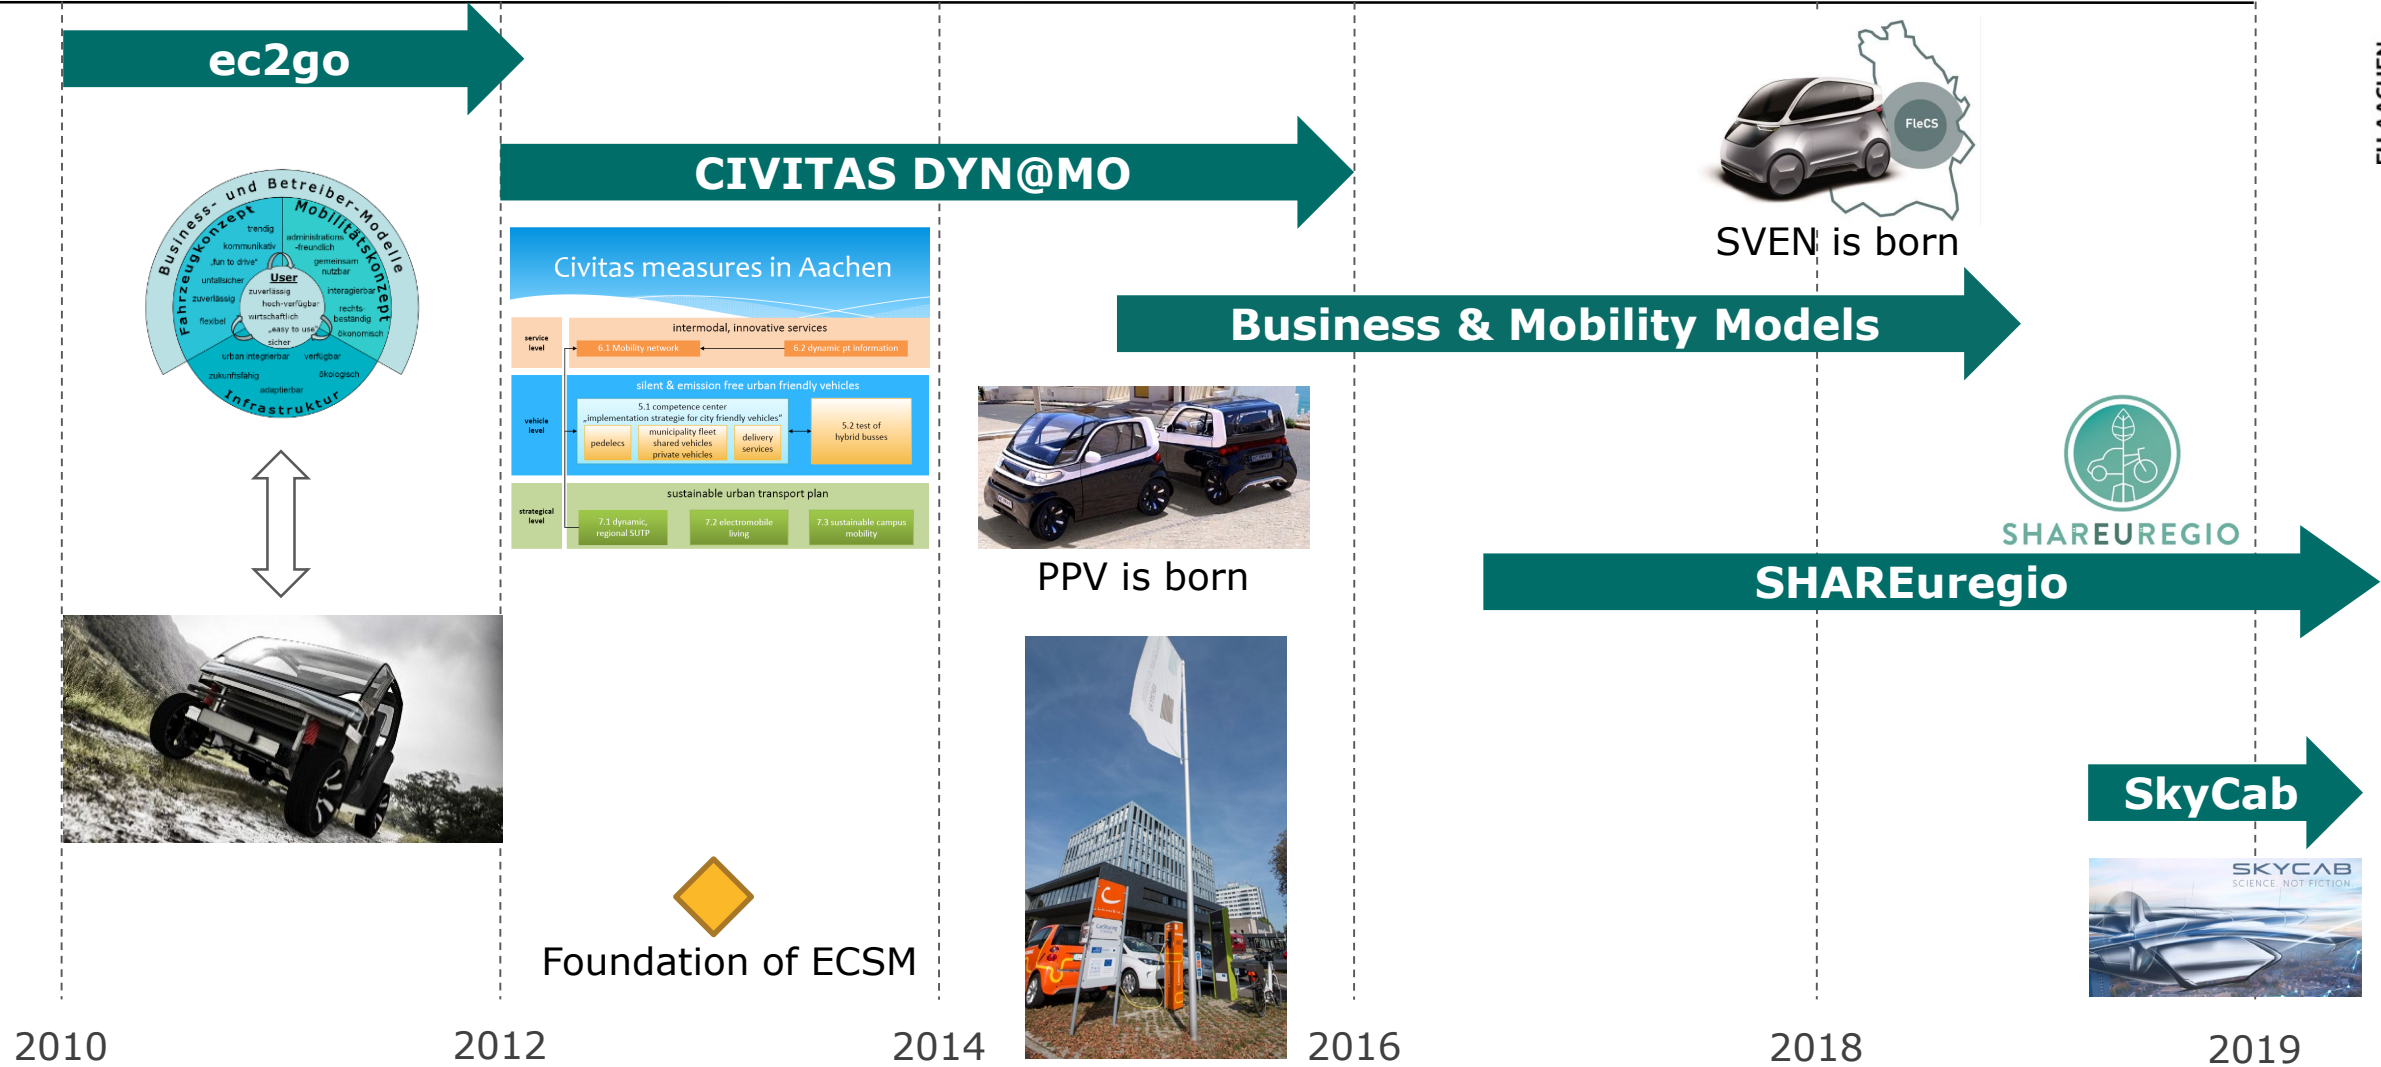 ec2go
CIVITAS DYN@MO
FleCS
SVEN is born
Business- und Betreiber-Modelle
Fahrzeugkonzept
Mobilitätskonzept
trendig
kommunikativ
„fun to drive"
unfallsicher
zuverlässig
flexibel
administrations
-freundlich
gemeinsam
nutzbar
interagierbar
rechts-
beständig
ökonomisch
User
zuverlässig
hoch-verfügbar
wirtschaftlich
„easy to use"
sicher
urban integrierbar
verfügbar
zukunftsfähig
ökologisch
adaptierbar
Infrastruktur
Civitas measures in Aachen
service
level
intermodal, innovative services
6.1 Mobility network
6.2 dynamic pt information
vehicle
level
silent & emission free urban friendly vehicles
5.1 competence center
„implementation strategie for city friendly vehicles"
pedelecs
municipality fleet
shared vehicles
private vehicles
delivery
services
5.2 test of
hybrid busses
strategical
level
sustainable urban transport plan
7.1 dynamic,
regional SUTP
7.2 electromobile
living
7.3 sustainable campus
mobility
Business & Mobility Models
PPV is born
SHAREUREGIO
SHAREuregio
SkyCab
SKYCAB
SCIENCE. NOT FICTION
Foundation of ECSM
2010
2012
2014
2016
2018
2019